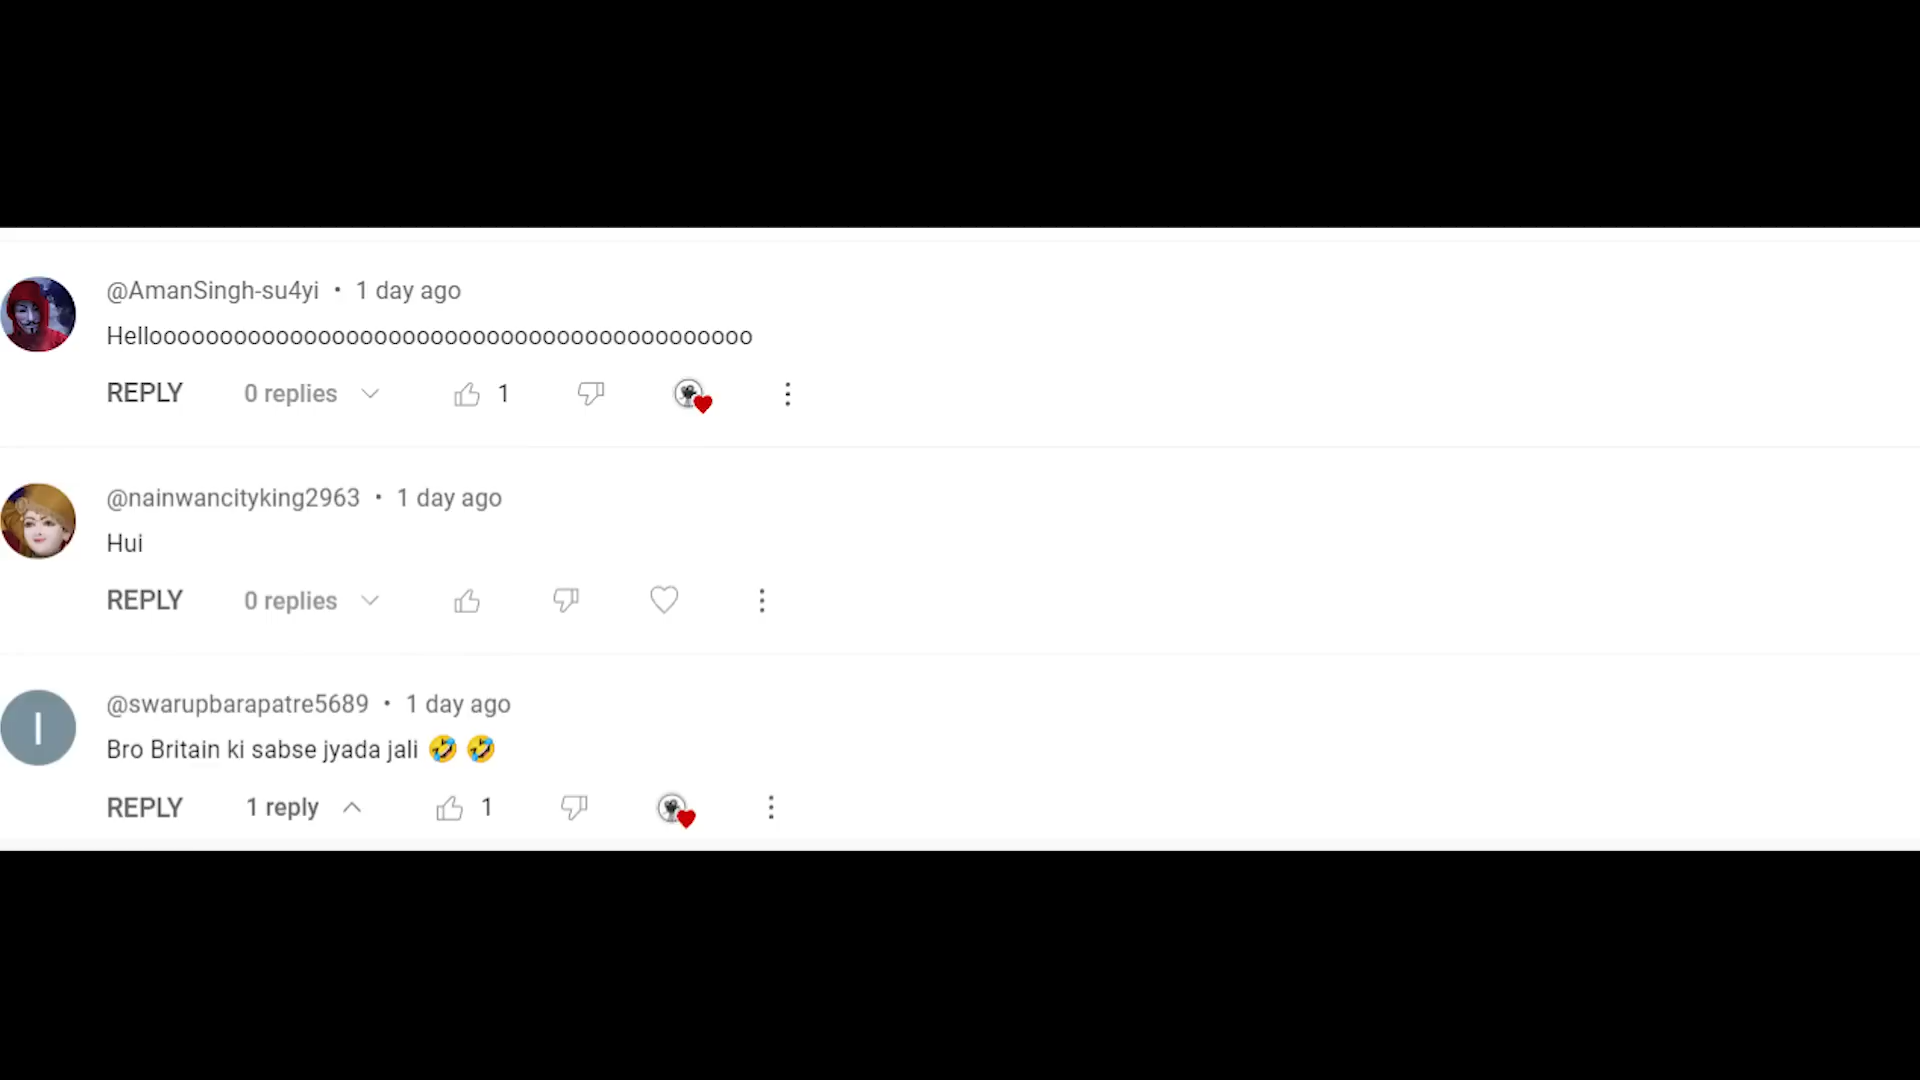 @AmanSingh-su4yi • 1 day ago
Hellooooooooooooooooooooooooooooooooooooooooooo
REPLY 0 replies 1
@nainwancityking2963 • 1 day ago
Hui
REPLY 0 replies
I
@swarupbarapatre5689 • 1 day ago
Bro Britain ki sabse jyada jali 🤣 🤣
REPLY 1 reply 1